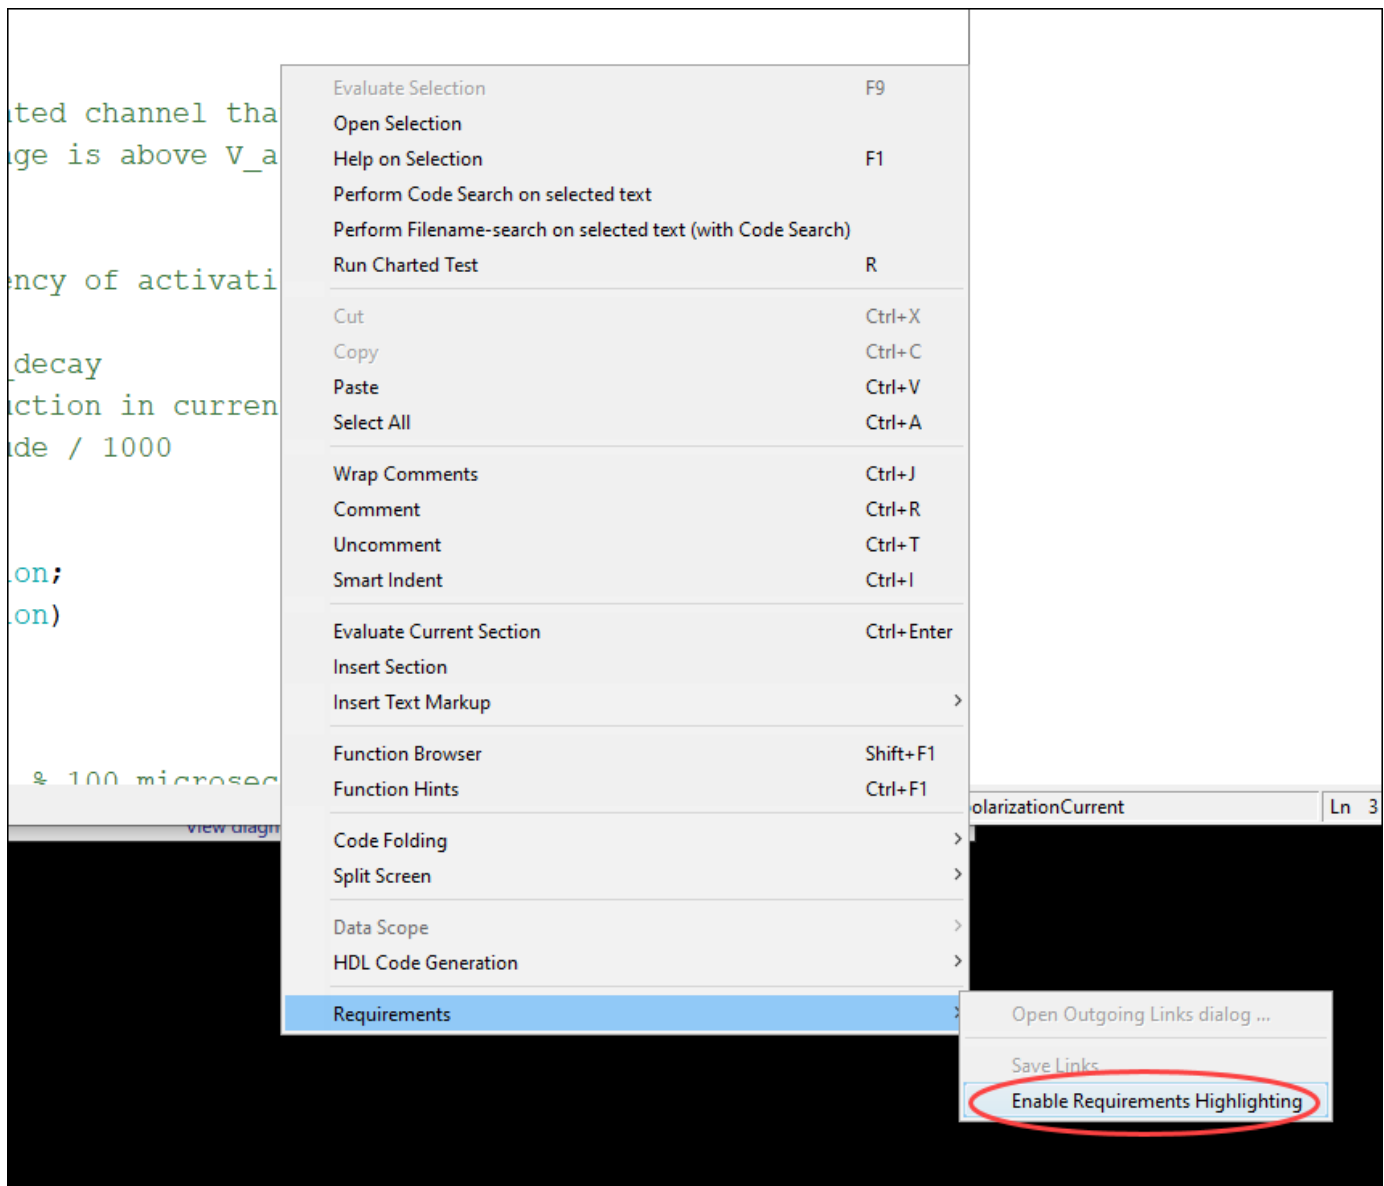 ted channel tha
ge is above V_a
ncy of activati
_decay
ction in curren
de / 1000
on;
on)
% 100 microsec
View diagn
Evaluate Selection F9
Open Selection
Help on Selection F1
Perform Code Search on selected text
Perform Filename-search on selected text (with Code Search)
Run Charted Test R
Cut Ctrl+X
Copy Ctrl+C
Paste Ctrl+V
Select All Ctrl+A
Wrap Comments Ctrl+J
Comment Ctrl+R
Uncomment Ctrl+T
Smart Indent Ctrl+I
Evaluate Current Section Ctrl+Enter
Insert Section
Insert Text Markup
Function Browser Shift+F1
Function Hints Ctrl+F1
Code Folding
Split Screen
Data Scope
HDL Code Generation
Requirements
olarizationCurrent Ln 3
Open Outgoing Links dialog ...
Save Links
Enable Requirements Highlighting